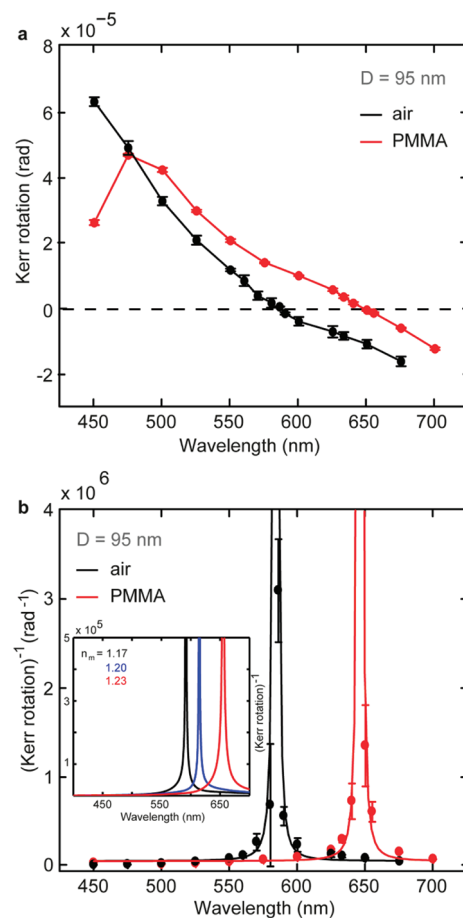 a
× 10⁻⁵
8
6
4
2
0
-2
Kerr rotation (rad)
D = 95 nm
air
PMMA
450 500 550 600 650 700
Wavelength (nm)
b
× 10⁶
4
3
2
1
0
(Kerr rotation)⁻¹ (rad⁻¹)
D = 95 nm
air
PMMA
5 × 10⁵
3
1
nₘ = 1.17
1.20
1.23
(Kerr rotation)⁻¹
450 550 650
Wavelength (nm)
450 500 550 600 650 700
Wavelength (nm)